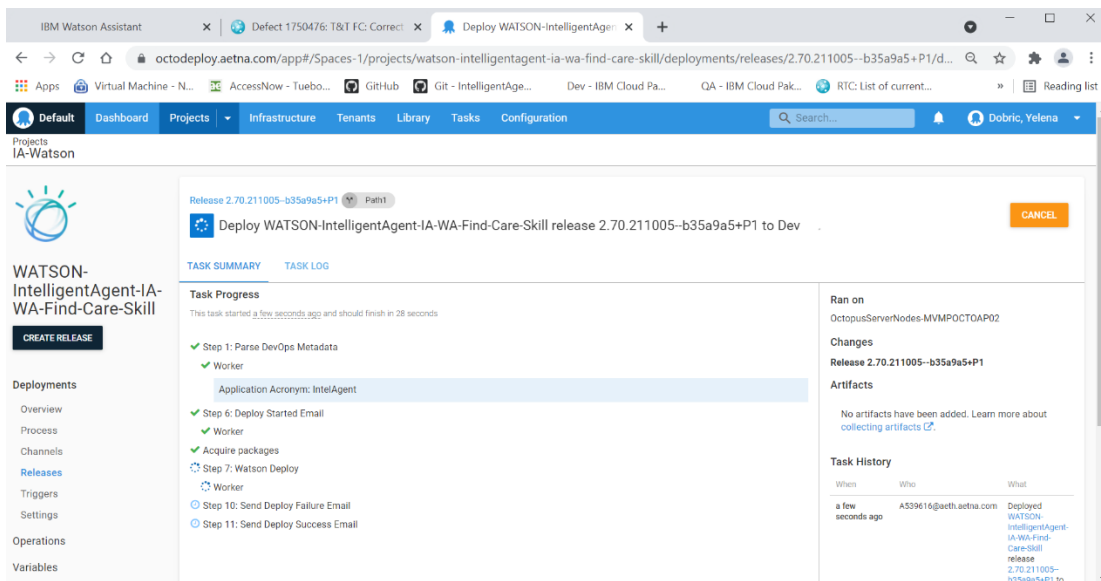 IBM Watson Assistant
Defect 1750476: T&T FC: Correct
Deploy WATSON-IntelligentAgen
octodeploy.aetna.com/app#/Spaces-1/projects/watson-intelligentagent-ia-wa-find-care-skill/deployments/releases/2.70.211005--b35a9a5+P1/d...
Apps Virtual Machine - N... AccessNow - Tuebo... GitHub Git - IntelligentAge... Dev - IBM Cloud Pa... QA - IBM Cloud Pak... RTC: List of current... » Reading list
Default Dashboard Projects Infrastructure Tenants Library Tasks Configuration Search... Dobric, Yelena
Projects
IA-Watson
WATSON-
IntelligentAgent-IA-
WA-Find-Care-Skill
CREATE RELEASE
Deployments
Overview
Process
Channels
Releases
Triggers
Settings
Operations
Variables
Release 2.70.211005--b35a9a5+P1 Path1
Deploy WATSON-IntelligentAgent-IA-WA-Find-Care-Skill release 2.70.211005--b35a9a5+P1 to Dev
CANCEL
TASK SUMMARY TASK LOG
Task Progress
This task started a few seconds ago and should finish in 28 seconds
Step 1: Parse DevOps Metadata
Worker
Application Acronym: IntelAgent
Step 6: Deploy Started Email
Worker
Acquire packages
Step 7: Watson Deploy
Worker
Step 10: Send Deploy Failure Email
Step 11: Send Deploy Success Email
Ran on
OctopusServerNodes-MVMPOCTOAP02
Changes
Release 2.70.211005--b35a9a5+P1
Artifacts
No artifacts have been added. Learn more about
collecting artifacts.
Task History
When Who What
a few
seconds ago
A539616@aeth.aetna.com
Deployed
WATSON-
IntelligentAgent-
IA-WA-Find-
Care-Skill
release
2.70.211005--
b35a9a5+P1 to